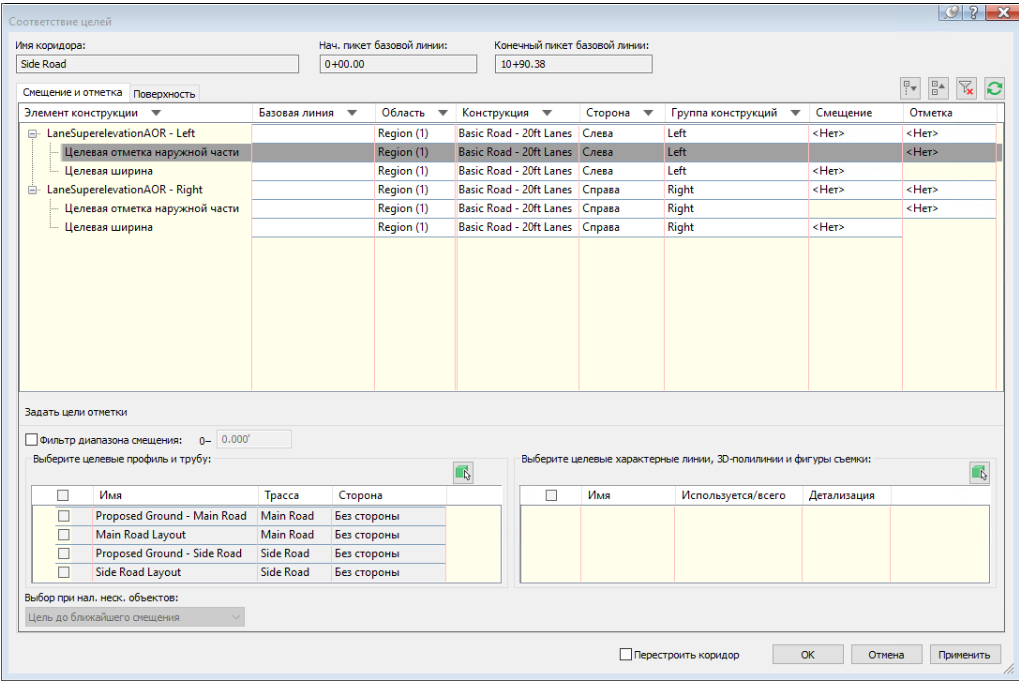 Соответствие целей
Имя коридора: Нач. пикет базовой линии: Конечный пикет базовой линии:
Side Road 0+00.00 10+90.38
Смещение и отметка Поверхность
Элемент конструкции Базовая линия Область Конструкция Сторона Группа конструкций Смещение Отметка
LaneSuperelevationAOR - Left Region (1) Basic Road - 20ft Lanes Слева Left <Нет> <Нет>
Целевая отметка наружной части Region (1) Basic Road - 20ft Lanes Слева Left <Нет>
Целевая ширина Region (1) Basic Road - 20ft Lanes Слева Left <Нет>
LaneSuperelevationAOR - Right Region (1) Basic Road - 20ft Lanes Справа Right <Нет> <Нет>
Целевая отметка наружной части Region (1) Basic Road - 20ft Lanes Справа Right <Нет>
Целевая ширина Region (1) Basic Road - 20ft Lanes Справа Right <Нет>
Задать цели отметки
Фильтр диапазона смещения: 0– 0.000'
Выберите целевые профиль и трубу: Выберите целевые характерные линии, 3D-полилинии и фигуры съемки:
Имя Трасса Сторона Имя Используется/всего Детализация
Proposed Ground - Main Road Main Road Без стороны
Main Road Layout Main Road Без стороны
Proposed Ground - Side Road Side Road Без стороны
Side Road Layout Side Road Без стороны
Выбор при нал. неск. объектов:
Цель до ближайшего смещения
Перестроить коридор OK Отмена Применить